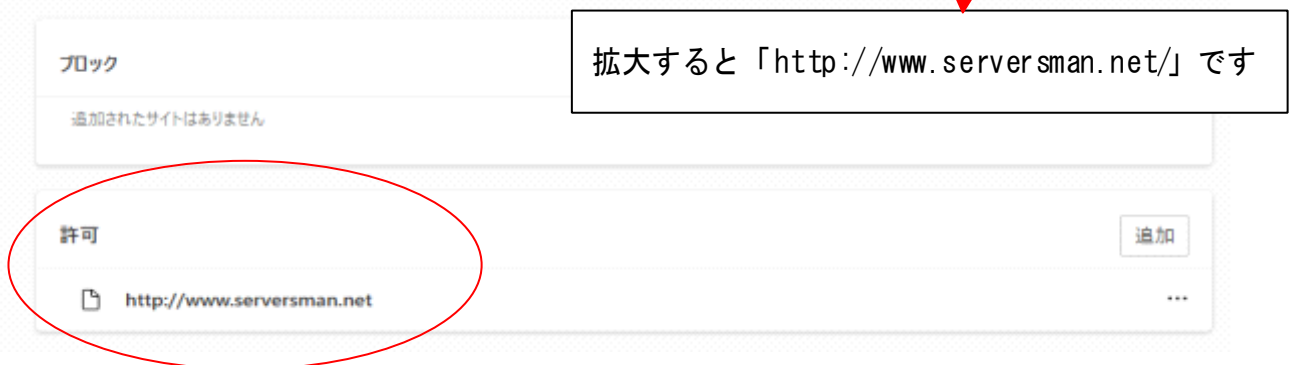 拡大すると「http://www.serversman.net/」です
ブロック
追加されたサイトはありません
許可
追加
http://www.serversman.net
...